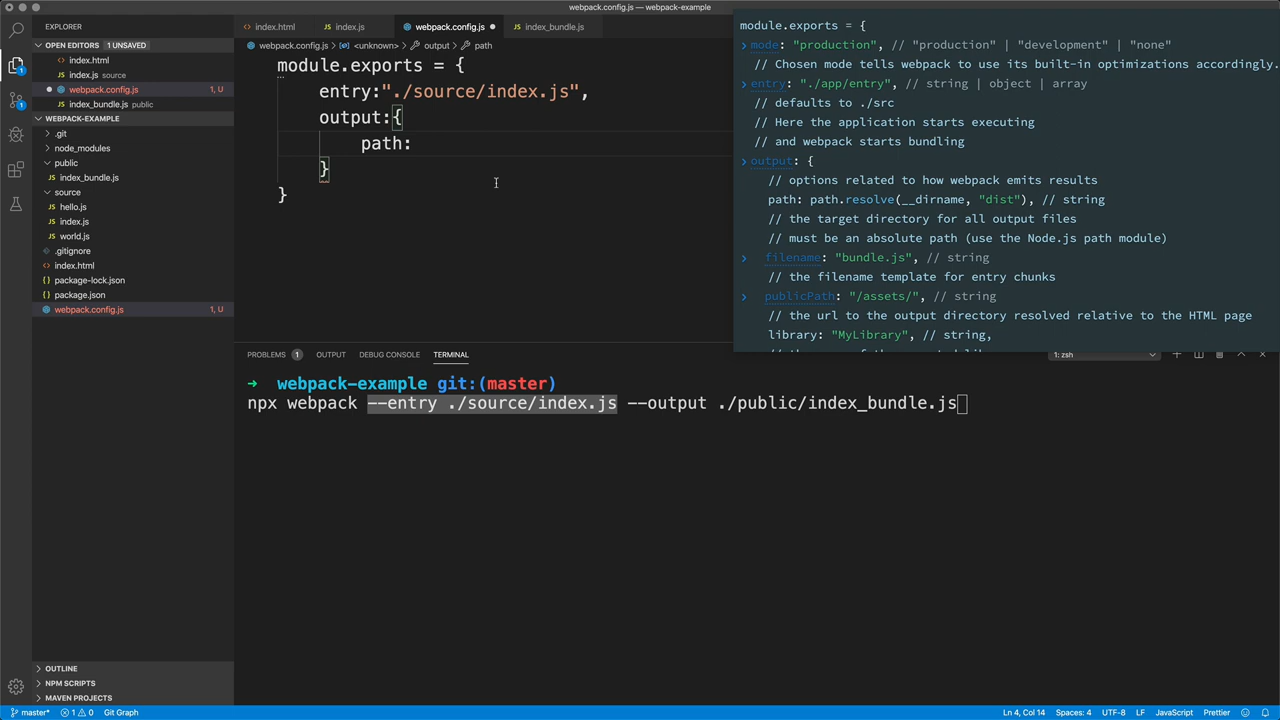 webpack.config.js — webpack-example
EXPLORER
OPEN EDITORS 1 UNSAVED
index.html
index.js source
webpack.config.js 1, U
index_bundle.js public
WEBPACK-EXAMPLE
.git
node_modules
public
index_bundle.js
source
hello.js
index.js
world.js
.gitignore
index.html
package-lock.json
package.json
webpack.config.js 1, U
OUTLINE
NPM SCRIPTS
MAVEN PROJECTS
index.html index.js webpack.config.js index_bundle.js
webpack.config.js > <unknown> > output > path
module.exports = {
entry:"./source/index.js",
output:{
path:
}
}
module.exports = {
mode: "production", // "production" | "development" | "none"
// Chosen mode tells webpack to use its built-in optimizations accordingly.
entry: "./app/entry", // string | object | array
// defaults to ./src
// Here the application starts executing
// and webpack starts bundling
output: {
// options related to how webpack emits results
path: path.resolve(__dirname, "dist"), // string
// the target directory for all output files
// must be an absolute path (use the Node.js path module)
filename: "bundle.js", // string
// the filename template for entry chunks
publicPath: "/assets/", // string
// the url to the output directory resolved relative to the HTML page
library: "MyLibrary", // string,
PROBLEMS 1 OUTPUT DEBUG CONSOLE TERMINAL 1: zsh
→ webpack-example git:(master)
npx webpack --entry ./source/index.js --output ./public/index_bundle.js
master* 1 0 Git Graph Ln 4, Col 14 Spaces: 4 UTF-8 LF JavaScript Prettier